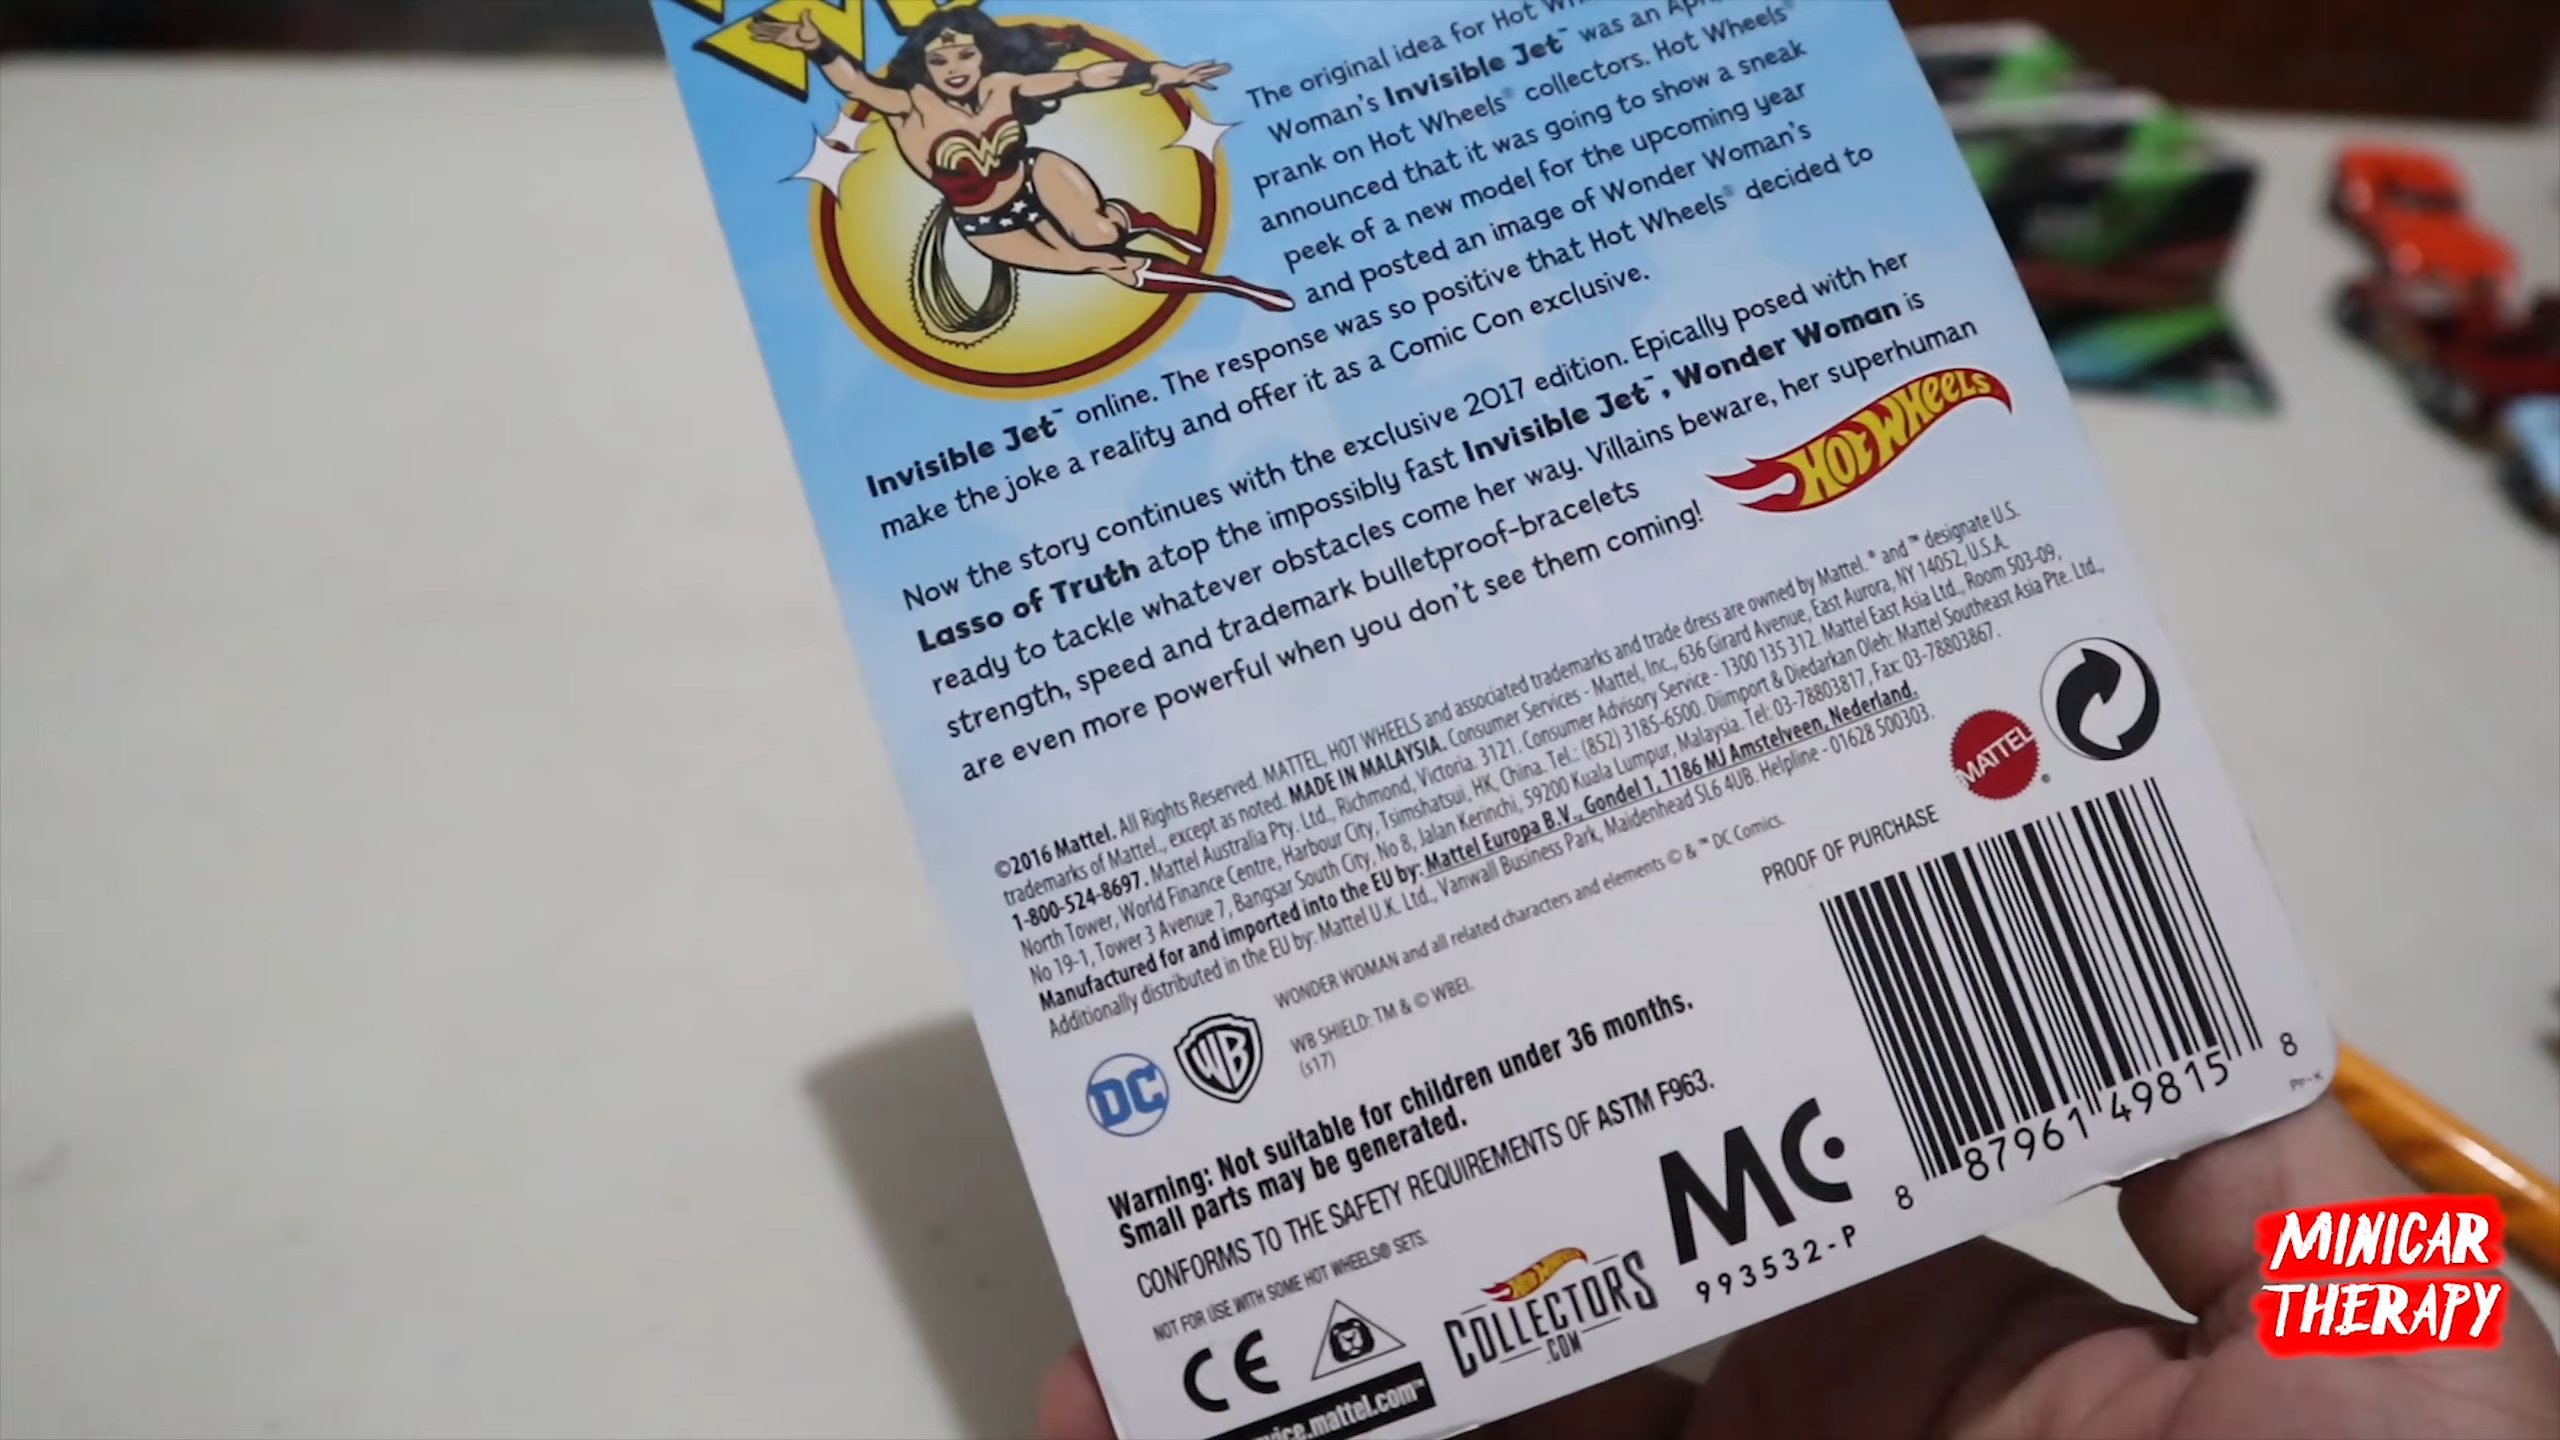 The original idea for Hot
Woman's Invisible Jet™ was an
prank on Hot Wheels® collectors. Hot Wheels®
announced that it was going to show a sneak
peek of a new model for the upcoming year
and posted an image of Wonder Woman's
Invisible Jet™ online. The response was so positive that Hot Wheels® decided to
make the joke a reality and offer it as a Comic Con exclusive.
Now the story continues with the exclusive 2017 edition. Epically posed with her
Lasso of Truth atop the impossibly fast Invisible Jet™, Wonder Woman is
ready to tackle whatever obstacles come her way. Villains beware, her superhuman
strength, speed and trademark bulletproof-bracelets
are even more powerful when you don't see them coming!
HOT WHEELS
©2016 Mattel. All Rights Reserved. MATTEL, HOT WHEELS and associated trademarks and trade dress are owned by Mattel. ® and ™ designate U.S.
trademarks of Mattel., except as noted. MADE IN MALAYSIA. Consumer Services - Mattel, Inc., 636 Girard Avenue, East Aurora, NY 14052, U.S.A.
1-800-524-8697. Mattel Australia Pty. Ltd., Richmond, Victoria. 3121. Consumer Advisory Service - 1300 135 312. Mattel East Asia Ltd., Room 503-09,
North Tower, World Finance Centre, Harbour City, Tsimshatsui, HK, China. Tel.: (852) 3185-6500. Diimport & Diedarkan Oleh: Mattel Southeast Asia Pte. Ltd.,
No 19-1, Tower 3 Avenue 7, Bangsar South City, No 8, Jalan Kerinchi, 59200 Kuala Lumpur, Malaysia. Tel: 03-78803817, Fax: 03-78803867.
Manufactured for and imported into the EU by: Mattel Europa B.V., Gondel 1, 1186 MJ Amstelveen, Nederland.
Additionally distributed in the EU by: Mattel U.K. Ltd., Vanwall Business Park, Maidenhead SL6 4UB. Helpline - 01628 500303.
MATTEL®
WONDER WOMAN and all related characters and elements © & ™ DC Comics.
WB SHIELD: TM & © WBEI.
(s17)
DC
WB
PROOF OF PURCHASE
8 87961 49815 8
PP-K
Warning: Not suitable for children under 36 months.
Small parts may be generated.
CONFORMS TO THE SAFETY REQUIREMENTS OF ASTM F963.
NOT FOR USE WITH SOME HOT WHEELS® SETS.
CE
HOT WHEELS
COLLECTORS
.COM
MC
993532-P
vice.mattel.com™
MINICAR
THERAPY